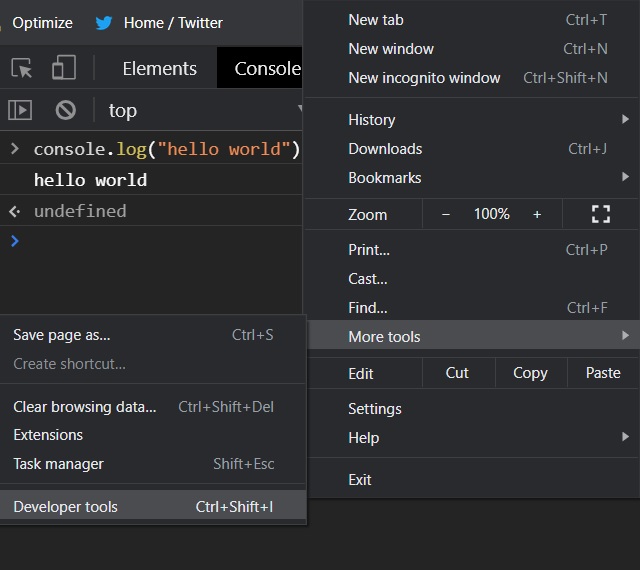 Optimize
Home / Twitter
Elements
Console
top
console.log("hello world")
hello world
undefined
New tab Ctrl+T
New window Ctrl+N
New incognito window Ctrl+Shift+N
History
Downloads Ctrl+J
Bookmarks
Zoom − 100% +
Print... Ctrl+P
Cast...
Find... Ctrl+F
More tools
Edit Cut Copy Paste
Settings
Help
Exit
Save page as... Ctrl+S
Create shortcut...
Clear browsing data... Ctrl+Shift+Del
Extensions
Task manager Shift+Esc
Developer tools Ctrl+Shift+I